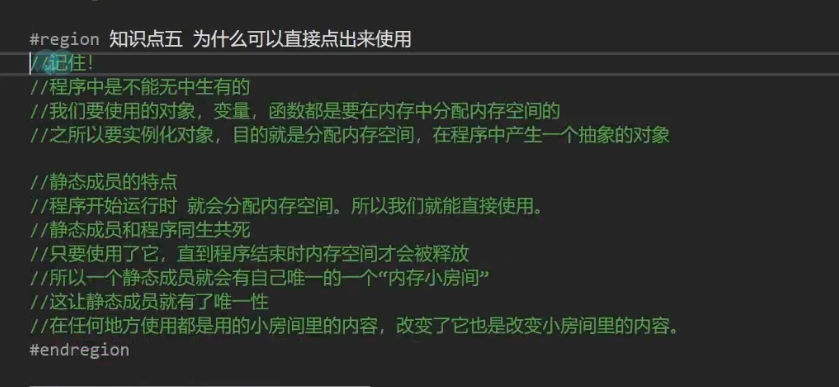 #region 知识点五 为什么可以直接点出来使用
//记住!
//程序中是不能无中生有的
//我们要使用的对象,变量,函数都是要在内存中分配内存空间的
//之所以要实例化对象,目的就是分配内存空间,在程序中产生一个抽象的对象
//静态成员的特点
//程序开始运行时 就会分配内存空间。所以我们就能直接使用。
//静态成员和程序同生共死
//只要使用了它,直到程序结束时内存空间才会被释放
//所以一个静态成员就会有自己唯一的一个“内存小房间”
//这让静态成员就有了唯一性
//在任何地方使用都是用的小房间里的内容,改变了它也是改变小房间里的内容。
#endregion